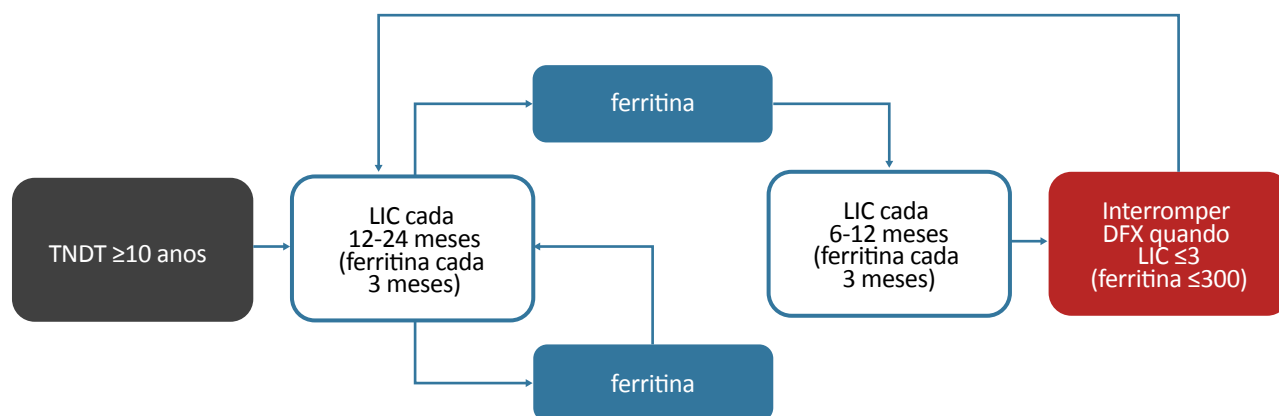 ferritina
TNDT ≥10 anos
LIC cada
12-24 meses
(ferritina cada
3 meses)
LIC cada
6-12 meses
(ferritina cada
3 meses)
Interromper
DFX quando
LIC ≤3
(ferritina ≤300)
ferritina